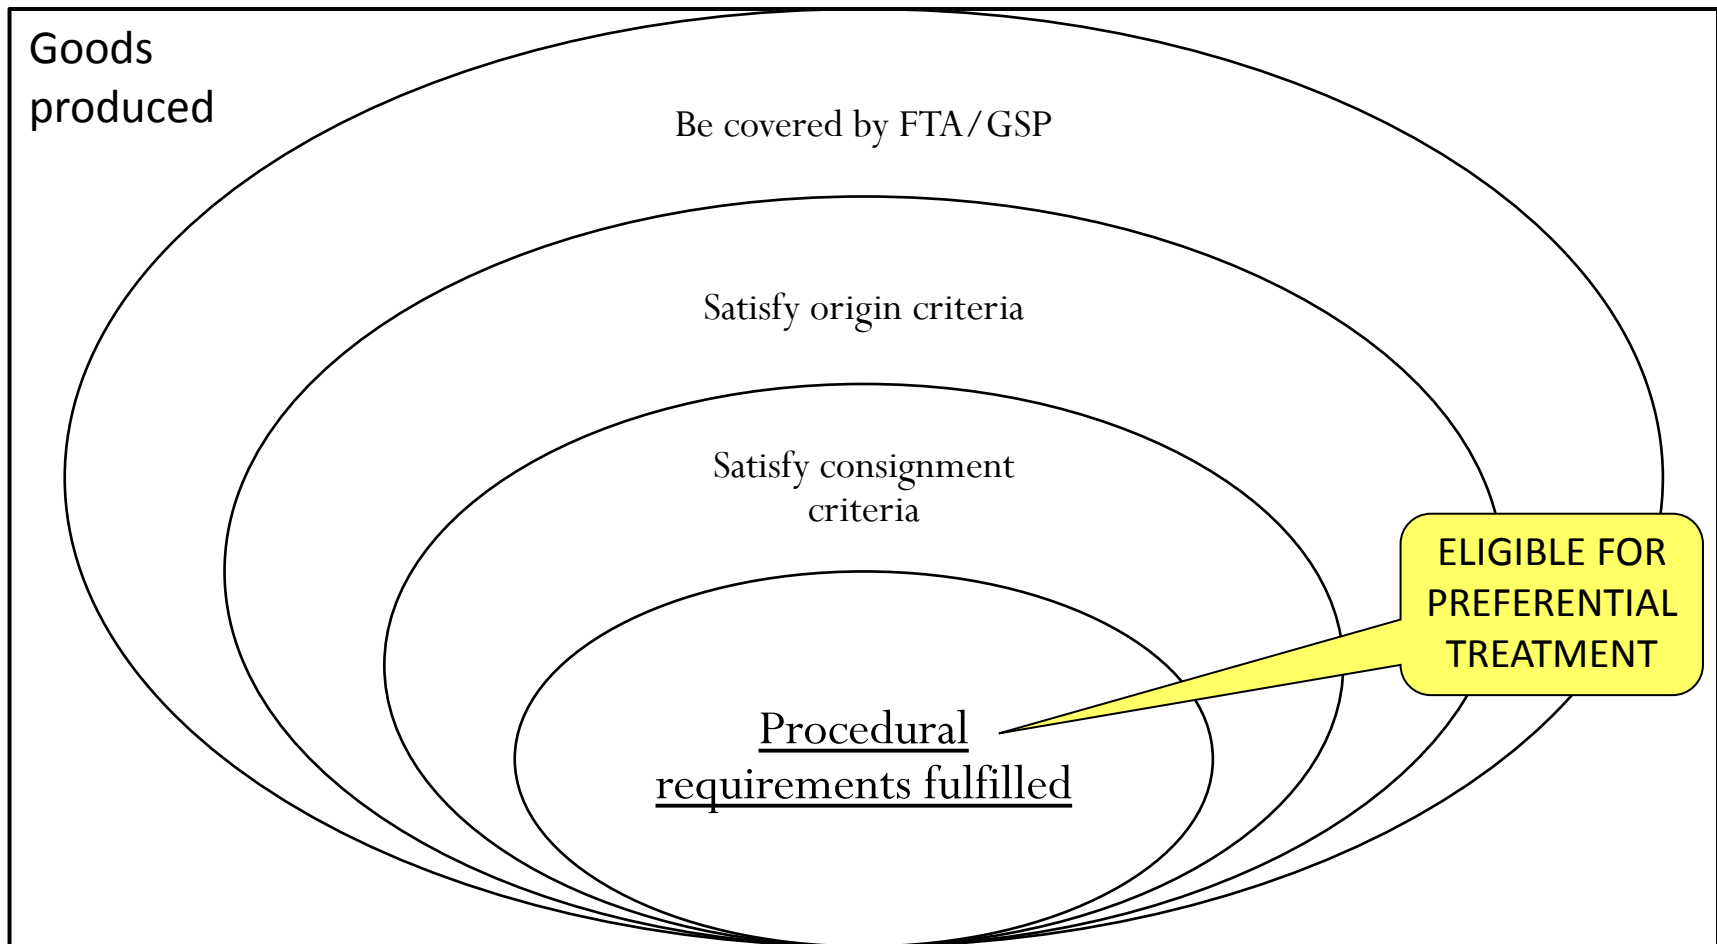 Goods
produced
Be covered by FTA/GSP
Satisfy origin criteria
Satisfy consignment
criteria
ELIGIBLE FOR
PREFERENTIAL
TREATMENT
Procedural
requirements fulfilled